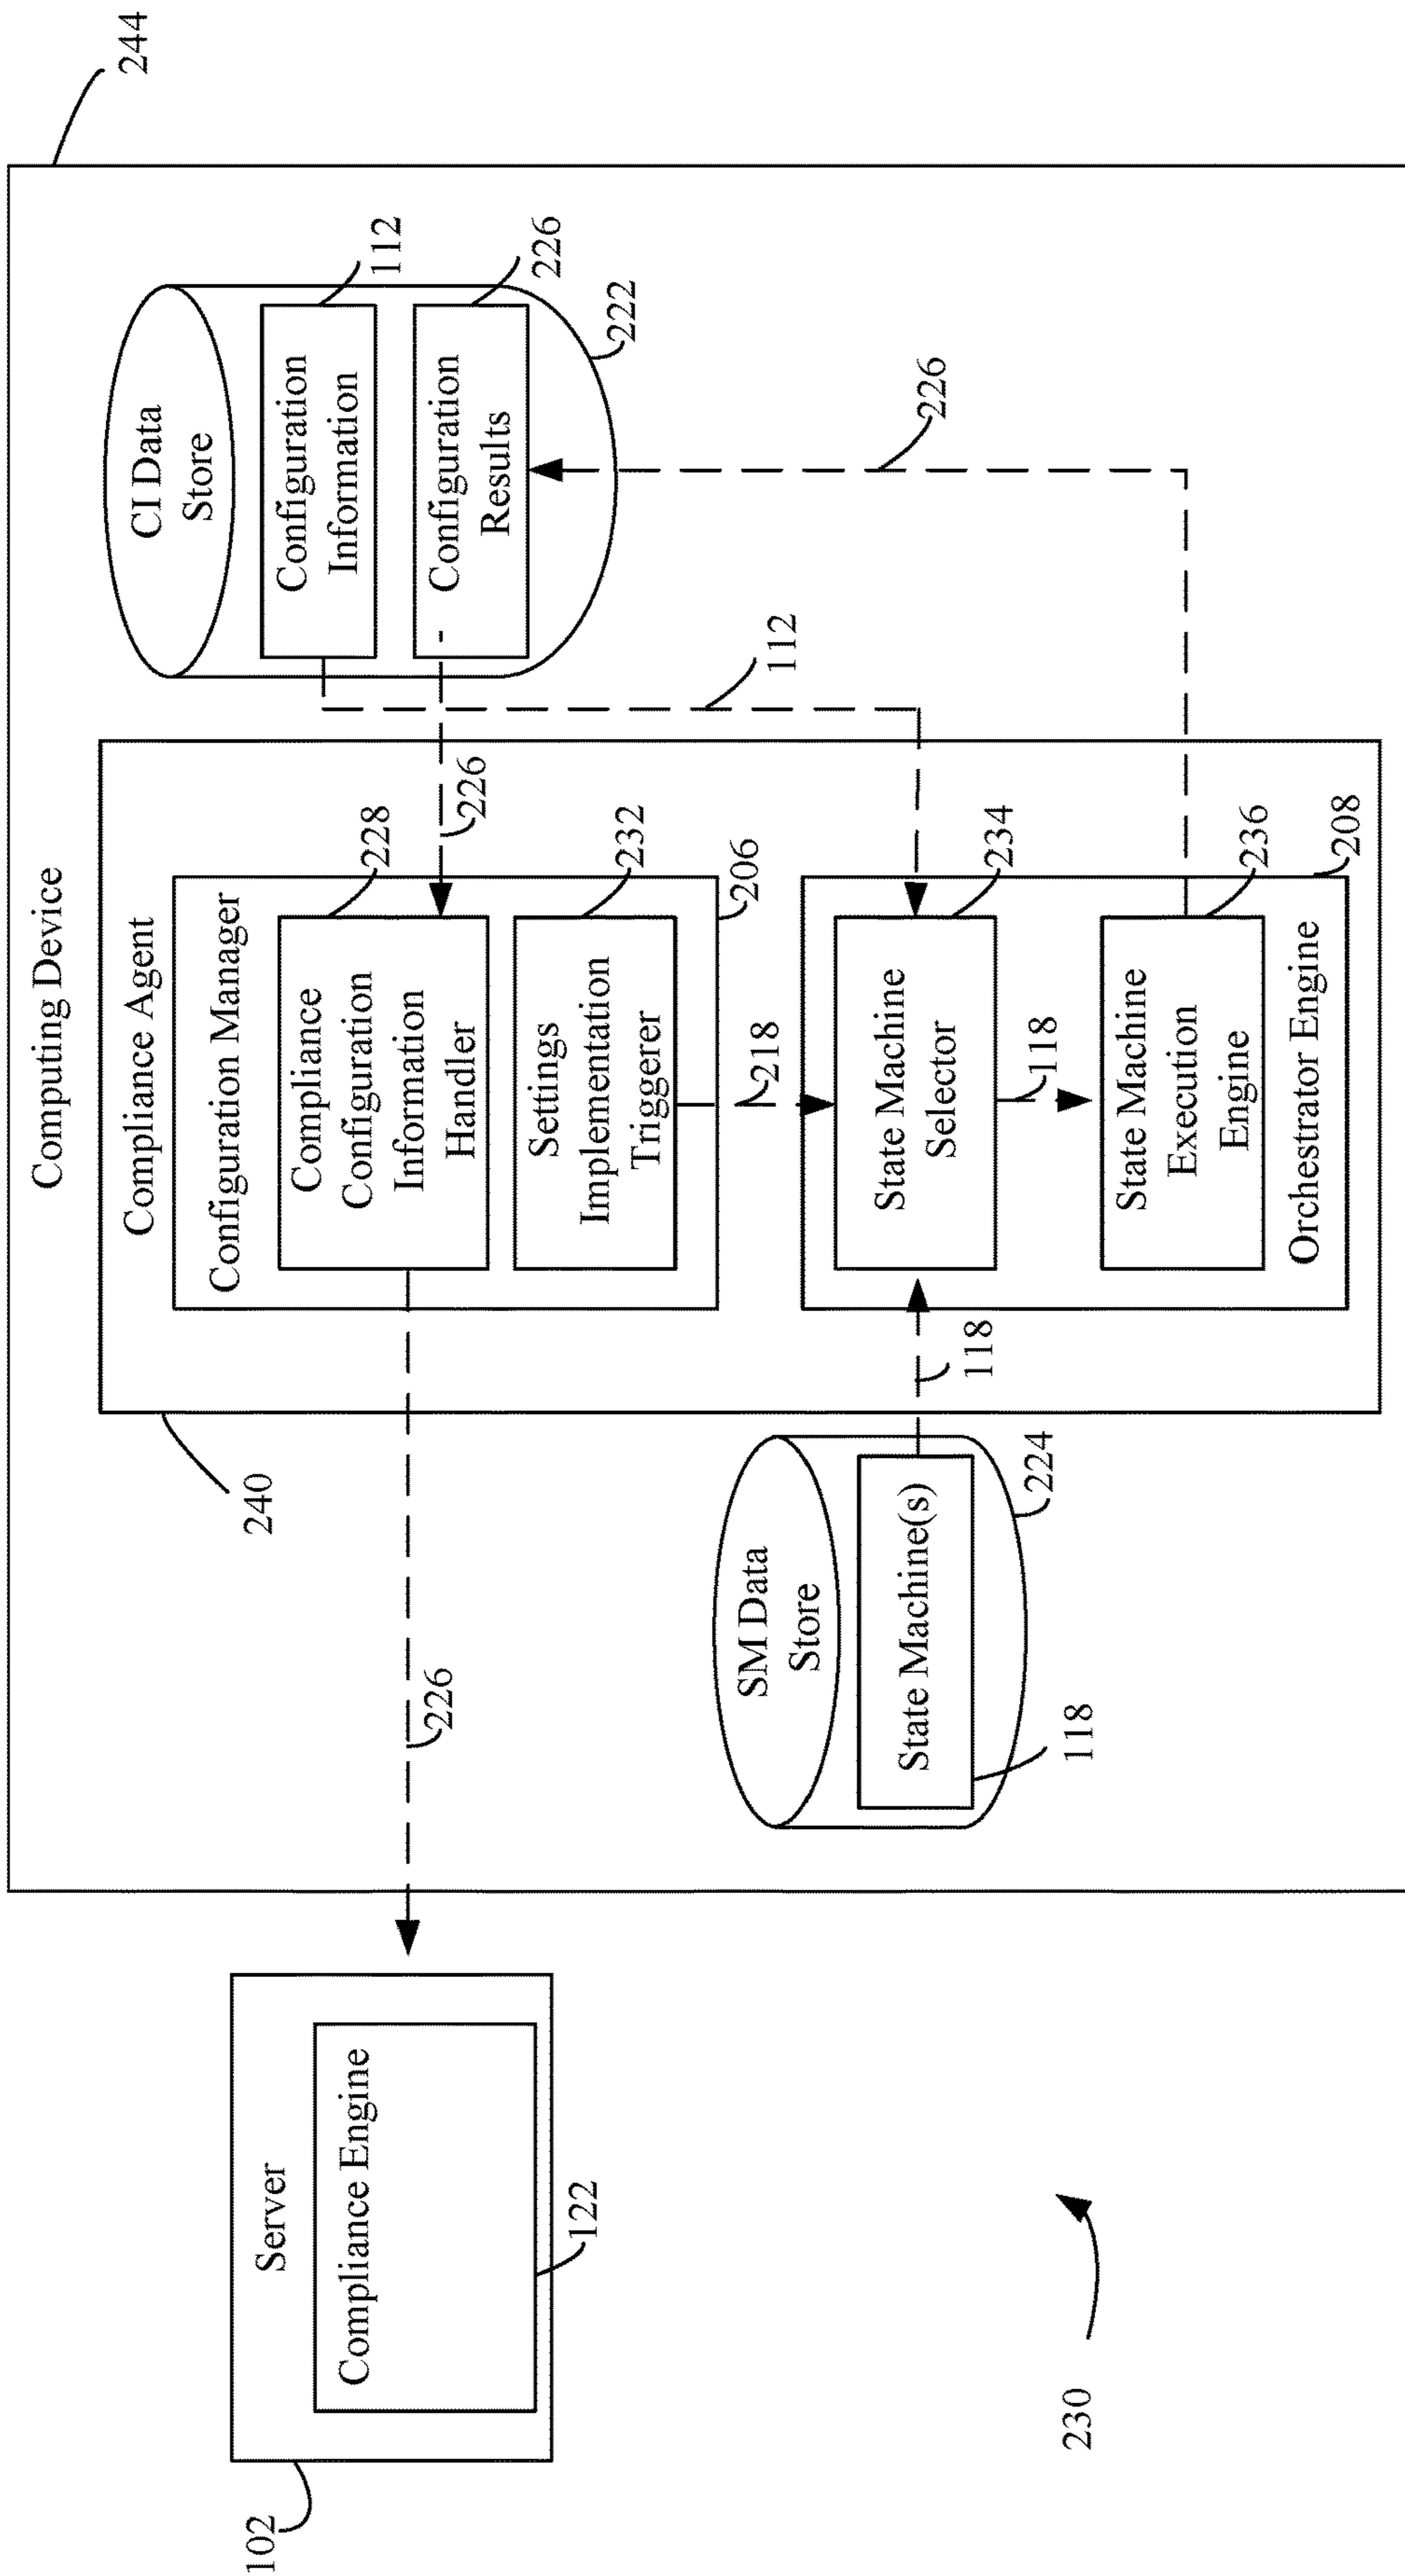 244
Computing Device
Server
Compliance Engine
122
102
226
240
Compliance Agent
Configuration Manager
Compliance
Configuration
Information
Handler
228
Settings
Implementation
Triggerer
232
206
226
218
State Machine
Selector
234
118
State Machine
Execution
Engine
236
Orchestrator Engine
208
118
SM Data
Store
State Machine(s)
224
118
CI Data
Store
Configuration
Information
112
Configuration
Results
226
222
112
226
230